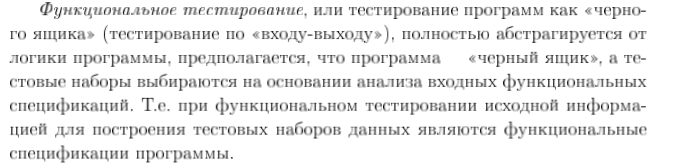 Функциональное тестирование, или тестирование программ как «черно-
го ящика» (тестирование по «входу-выходу»), полностью абстрагируется от
логики программы, предполагается, что программа «черный ящик», а те-
стовые наборы выбираются на основании анализа входных функциональных
спецификаций. Т.е. при функциональном тестировании исходной информа-
цией для построения тестовых наборов данных являются функциональные
спецификации программы.